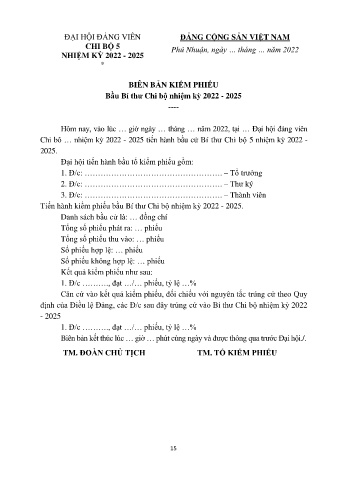 ĐẠI HỘI ĐẢNG VIÊN
CHI BỘ 5
NHIỆM KỲ 2022 - 2025
*
ĐẢNG CỘNG SẢN VIỆT NAM
Phú Nhuận, ngày … tháng … năm 2022
BIÊN BẢN KIỂM PHIẾU
Bầu Bí thư Chi bộ nhiệm kỳ 2022 - 2025
----
Hôm nay, vào lúc … giờ ngày … tháng … năm 2022, tại … Đại hội đảng viên
Chi bộ … nhiệm kỳ 2022 - 2025 tiến hành bầu cử Bí thư Chi bộ 5 nhiệm kỳ 2022 -
2025.
Đại hội tiến hành bầu tổ kiểm phiếu gồm:
1. Đ/c: ……………………………………………… – Tổ trưởng
2. Đ/c: ……………………………………………… – Thư ký
3. Đ/c: ……………………………………………… – Thành viên
Tiến hành kiểm phiếu bầu Bí thư Chi bộ nhiệm kỳ 2022 - 2025.
Danh sách bầu cử là: … đồng chí
Tổng số phiếu phát ra: … phiếu
Tổng số phiếu thu vào: … phiếu
Số phiếu hợp lệ: … phiếu
Số phiếu không hợp lệ: … phiếu
Kết quả kiểm phiếu như sau:
1. Đ/c ………., đạt …/… phiếu, tỷ lệ …%
Căn cứ vào kết quả kiểm phiếu, đối chiếu với nguyên tắc trúng cử theo Quy
định của Điều lệ Đảng, các Đ/c sau đây trúng cử vào Bí thư Chi bộ nhiệm kỳ 2022
- 2025
1. Đ/c ………., đạt …/… phiếu, tỷ lệ …%
Biên bản kết thúc lúc … giờ … phút cùng ngày và được thông qua trước Đại hội./.
TM. ĐOÀN CHỦ TỊCH
TM. TỔ KIỂM PHIẾU
15